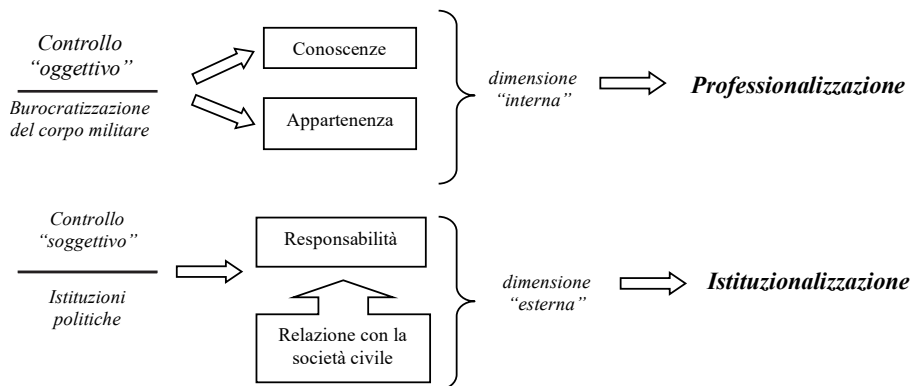 Controllo
“oggettivo”
Burocratizzazione
del corpo militare
Conoscenze
Appartenenza
dimensione
“interna”
Professionalizzazione
Controllo
“soggettivo”
Istituzioni
politiche
Responsabilità
Relazione con la
società civile
dimensione
“esterna”
Istituzionalizzazione